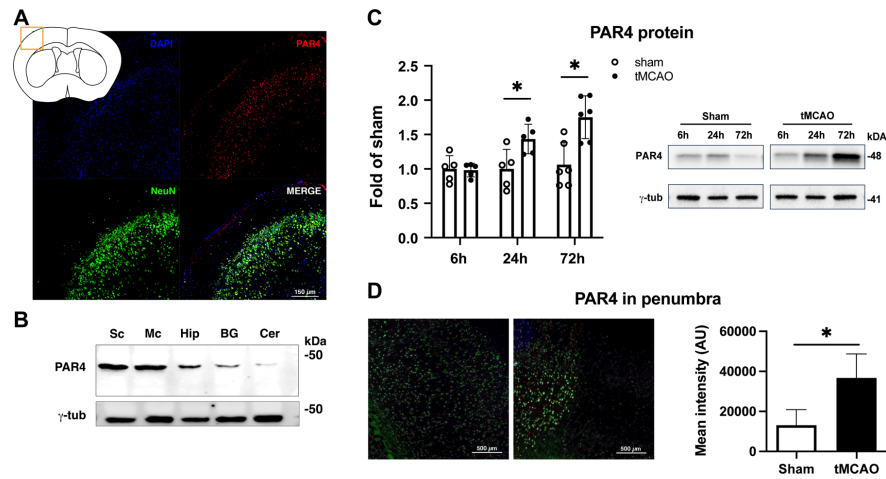 A
DAPI
PAR4
NeuN
MERGE
150 µm
B
Sc Mc Hip BG Cer
kDa
PAR4
-50
γ-tub
-50
C
PAR4 protein
sham
tMCAO
Fold of sham
2.5
2.0
1.5
1.0
0.5
0.0
* *
6h 24h 72h
Sham tMCAO
6h 24h 72h 6h 24h 72h kDA
PAR4 -48
γ-tub -41
D
PAR4 in penumbra
500 µm
500 µm
Mean intensity (AU)
60000
40000
20000
0
*
Sham tMCAO